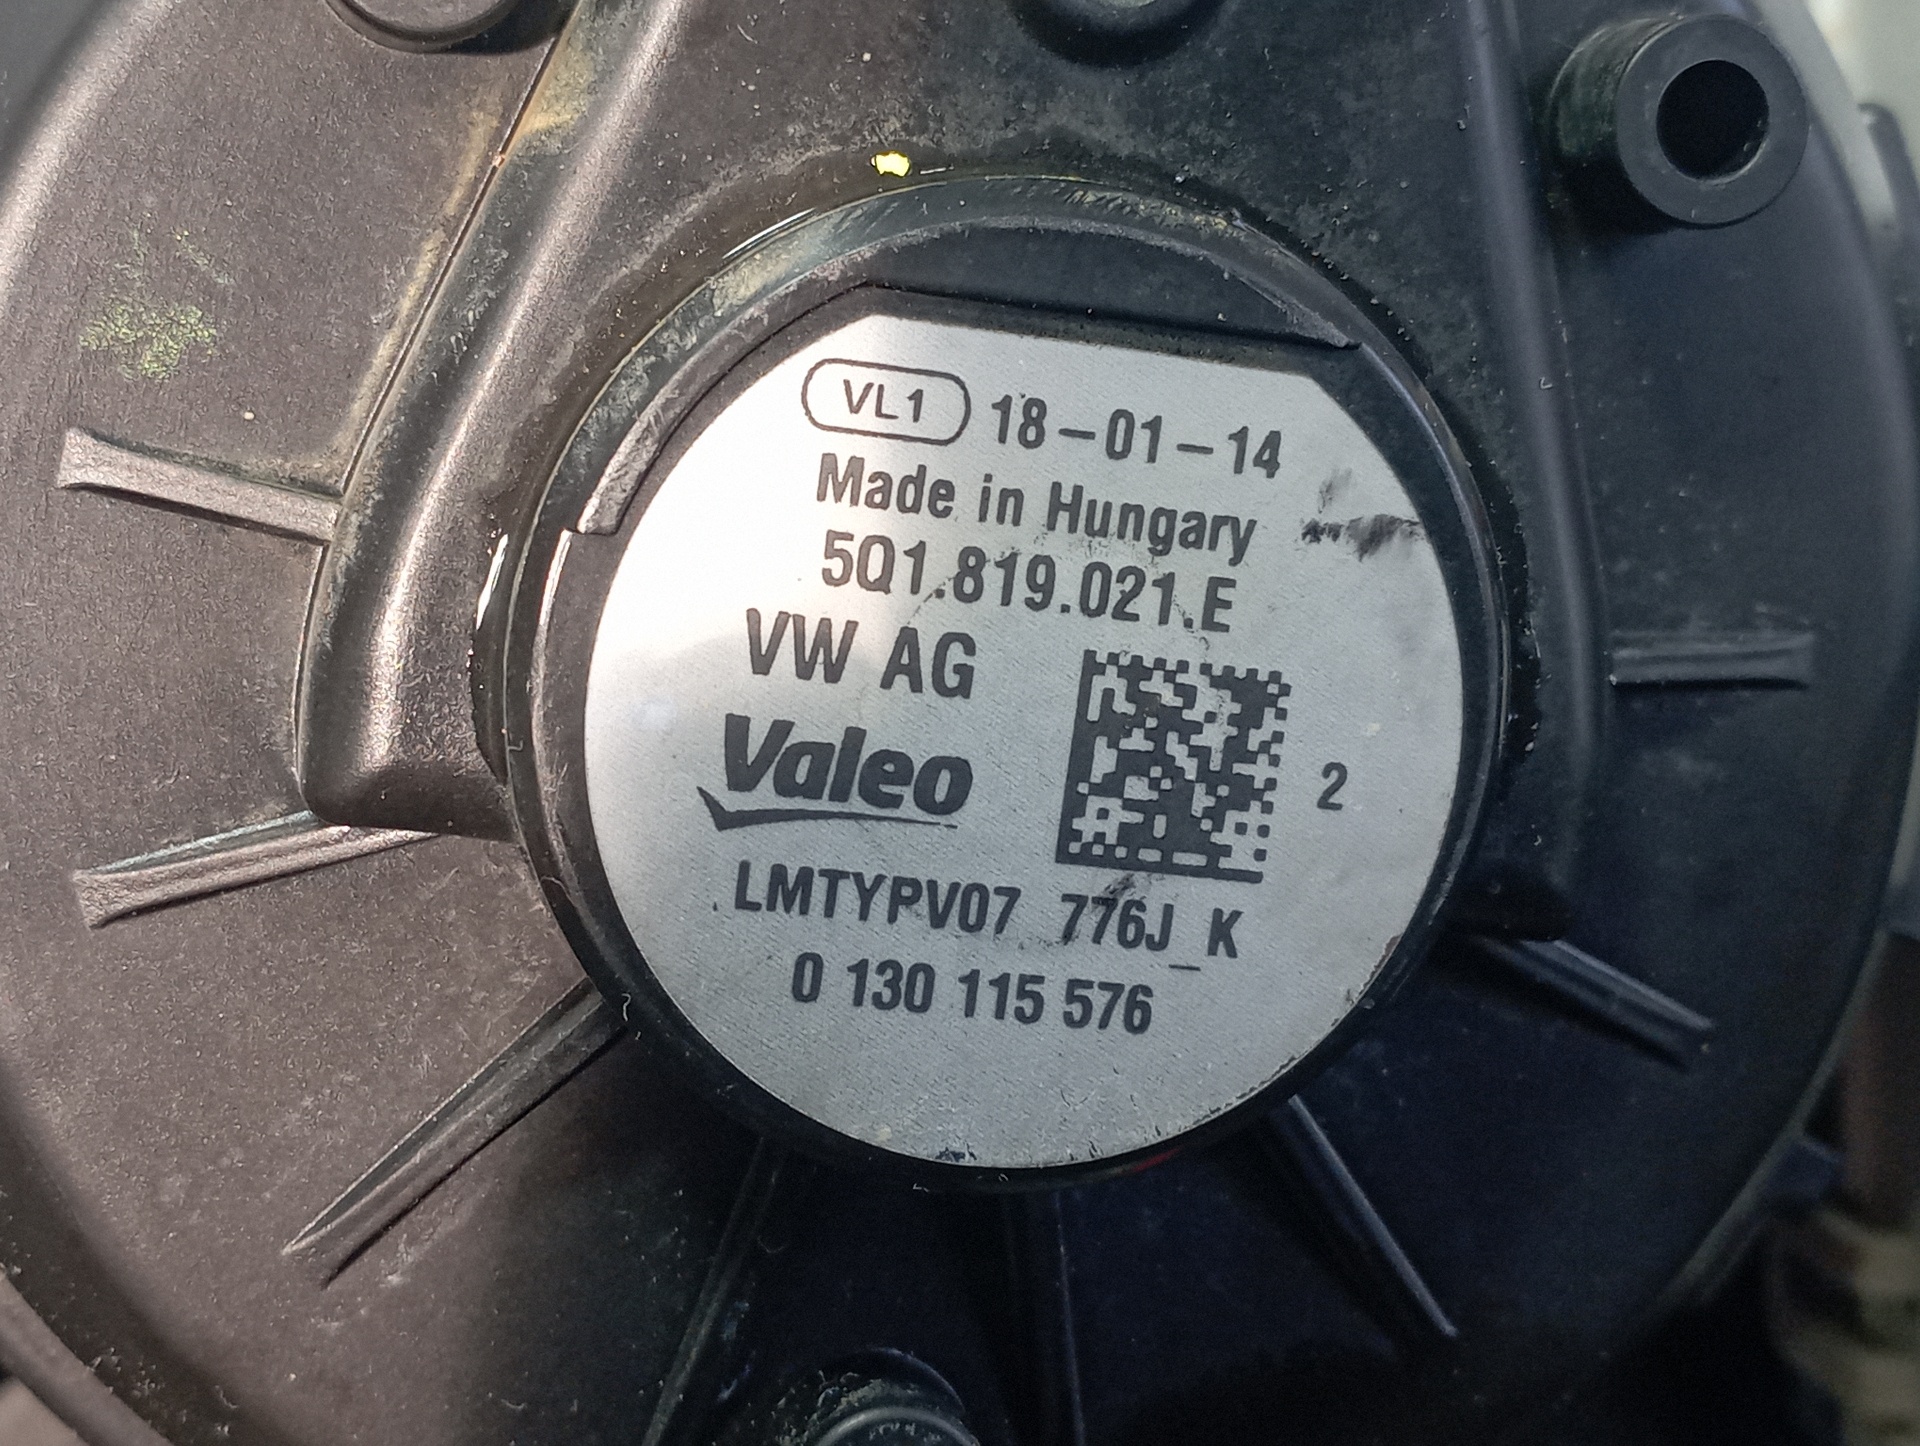 VL1 18-01-14
Made in Hungary
5Q1.819.021.E
VW AG
Valeo
2
LMTYPV07 776J_K
0 130 115 576